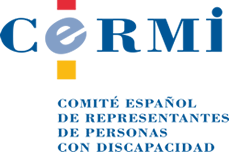 CeRMi
COMITÉ ESPAÑOL
DE REPRESENTANTES
DE PERSONAS
CON DISCAPACIDAD